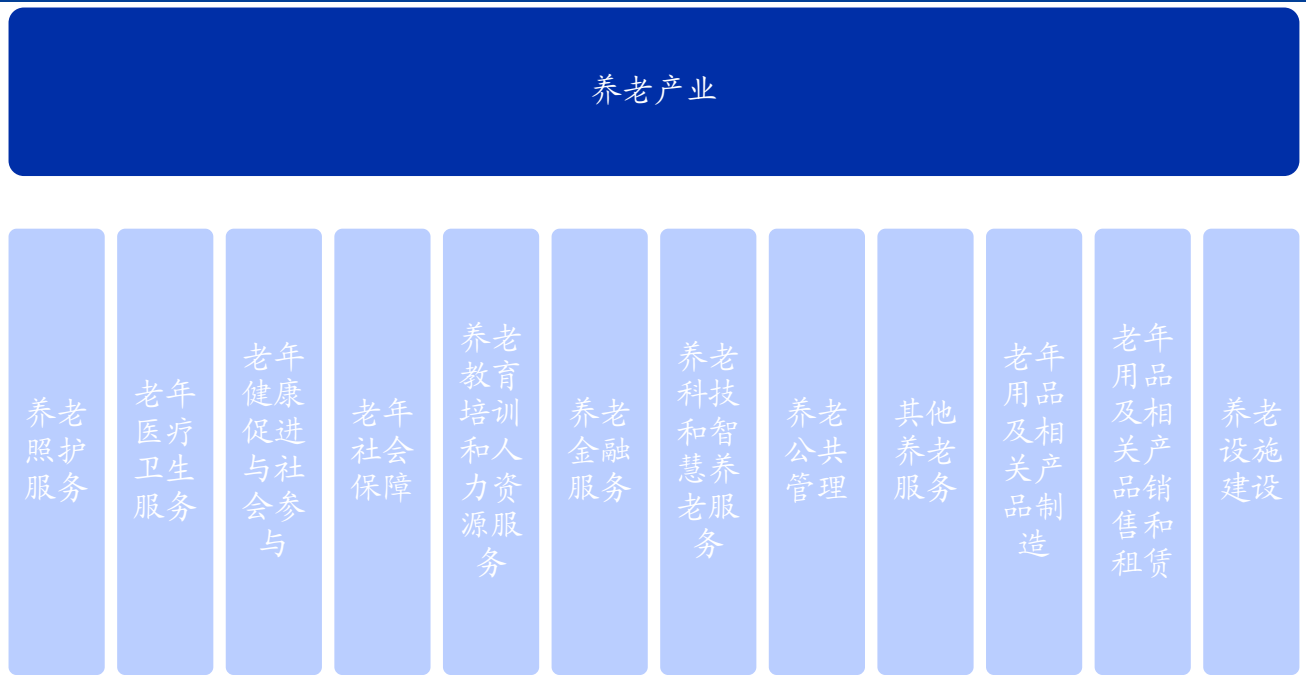 养老产业
养老
照护
服务
老年
医疗
卫生
服务
老年
健康
促进
与社
会参
与
老年
社会
保障
养老
教育
培训
和人
力资
源服
务
养老
金融
服务
养老
科技
和智
慧养
老服
务
养老
公共
管理
其他
养老
服务
老年
用品
及相
关产
品制
造
老年
用品
及相
关产
品销
售和
租赁
养老
设施
建设